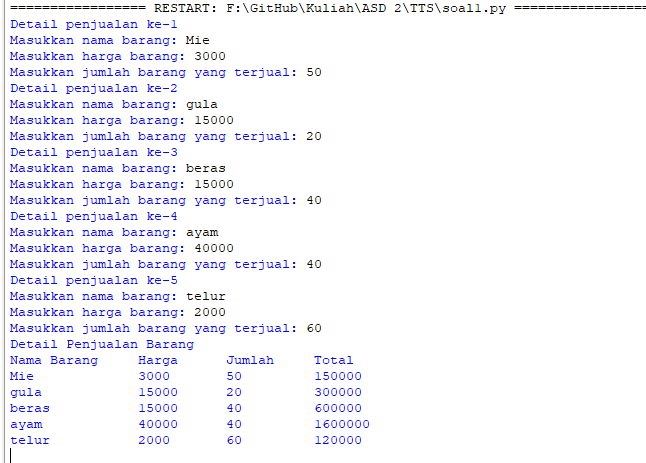 ================= RESTART: F:\GitHub\Kuliah\ASD 2\TTS\soal1.py =================
Detail penjualan ke-1
Masukkan nama barang: Mie
Masukkan harga barang: 3000
Masukkan jumlah barang yang terjual: 50
Detail penjualan ke-2
Masukkan nama barang: gula
Masukkan harga barang: 15000
Masukkan jumlah barang yang terjual: 20
Detail penjualan ke-3
Masukkan nama barang: beras
Masukkan harga barang: 15000
Masukkan jumlah barang yang terjual: 40
Detail penjualan ke-4
Masukkan nama barang: ayam
Masukkan harga barang: 40000
Masukkan jumlah barang yang terjual: 40
Detail penjualan ke-5
Masukkan nama barang: telur
Masukkan harga barang: 2000
Masukkan jumlah barang yang terjual: 60
Detail Penjualan Barang
Nama Barang     Harga      Jumlah     Total
Mie             3000       50         150000
gula            15000      20         300000
beras           15000      40         600000
ayam            40000      40         1600000
telur           2000       60         120000